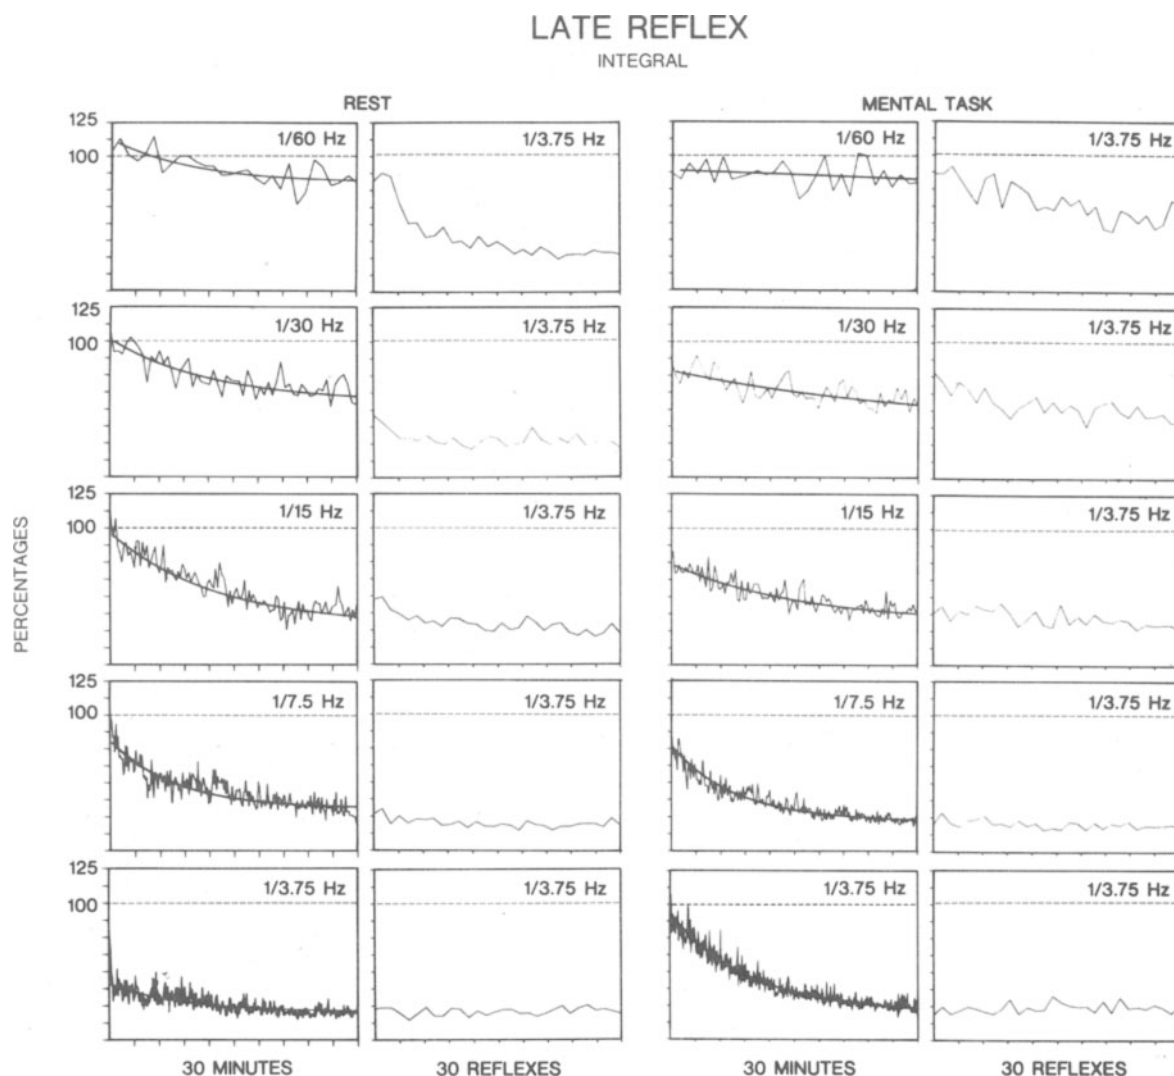 LATE REFLEX
INTEGRAL
REST
MENTAL TASK
125
100
1/60 Hz
1/3.75 Hz
1/60 Hz
1/3.75 Hz
125
100
1/30 Hz
1/3.75 Hz
1/30 Hz
1/3.75 Hz
PERCENTAGES
125
100
1/15 Hz
1/3.75 Hz
1/15 Hz
1/3.75 Hz
125
100
1/7.5 Hz
1/3.75 Hz
1/7.5 Hz
1/3.75 Hz
125
100
1/3.75 Hz
1/3.75 Hz
1/3.75 Hz
1/3.75 Hz
30 MINUTES
30 REFLEXES
30 MINUTES
30 REFLEXES